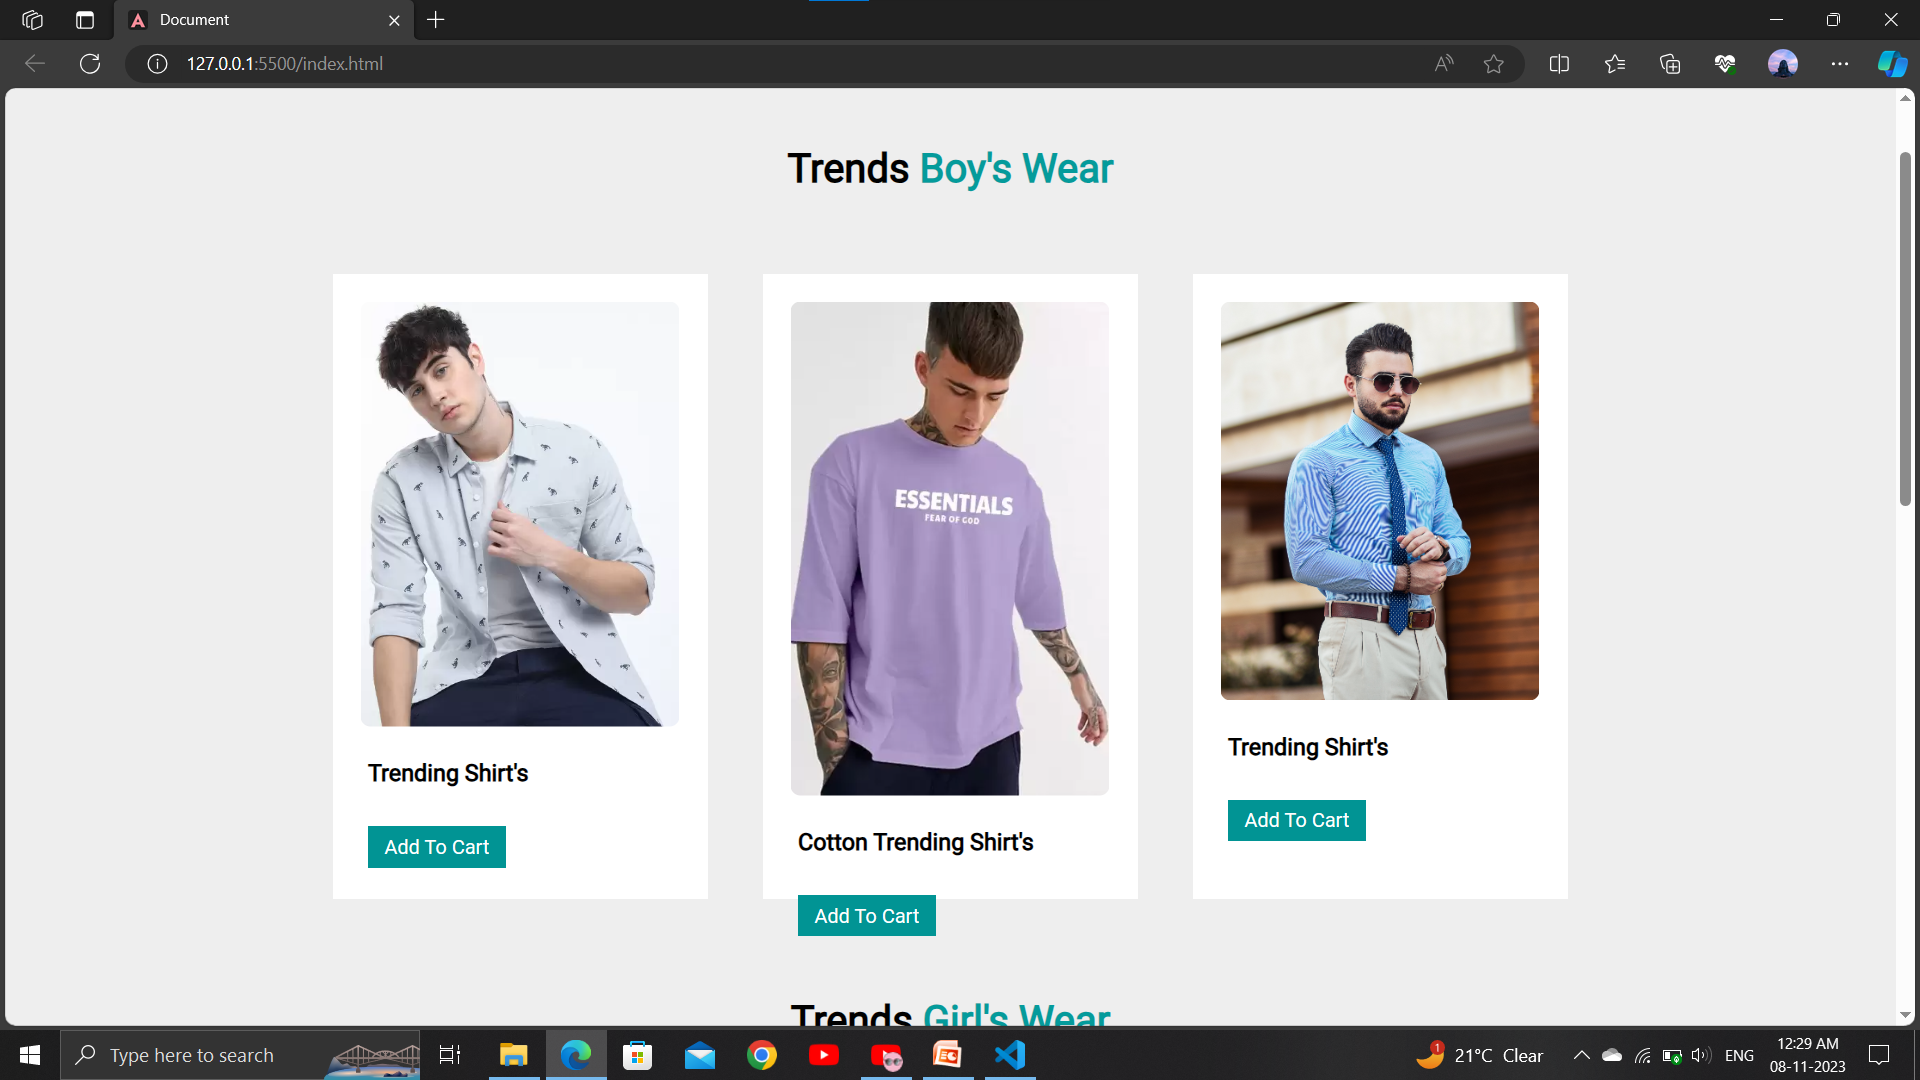 Document
127.0.0.1:5500/index.html
Trends Boy's Wear
ESSENTIALS
FEAR OF GOD
Trending Shirt's
Add To Cart
Cotton Trending Shirt's
Add To Cart
Trending Shirt's
Add To Cart
Trends Girl's Wear
Type here to search
1
21°C Clear
ENG
12:29 AM
08-11-2023